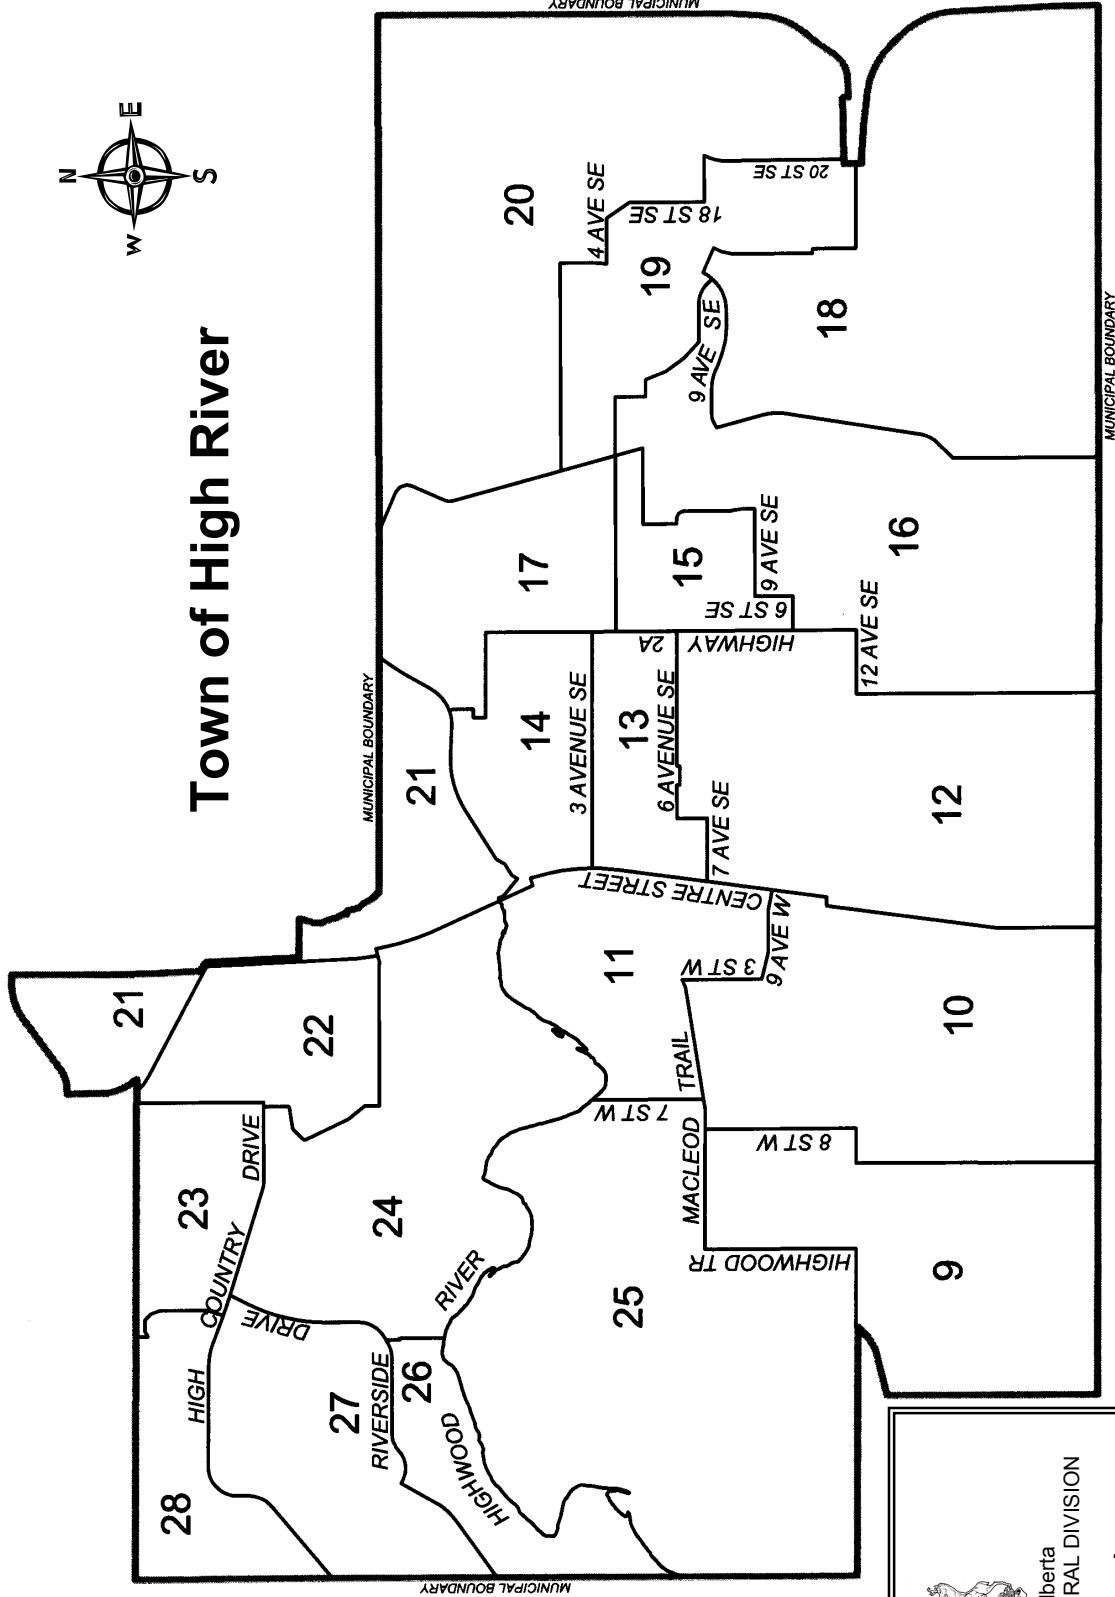 Town of High River
N
W
E
S
MUNICIPAL BOUNDARY
MUNICIPAL BOUNDARY
MUNICIPAL BOUNDARY
MUNICIPAL BOUNDARY
28
23
21
22
HIGH
COUNTRY
DRIVE
DRIVE
27
RIVERSIDE
26
24
HIGHWOOD
RIVER
21
17
20
14
3 AVENUE SE
4 AVE SE
18 ST SE
19
25
7 ST W
11
CENTRE STREET
13
2A
15
6 AVENUE SE
MACLEOD
TRAIL
3 ST W
7 AVE SE
HIGHWAY
6 ST SE
9 AVE SE
9 AVE SE
20 ST SE
HIGHWOOD TR
8 ST W
9 AVE W
12 AVE SE
18
16
9
10
12
lberta
RAL DIVISION